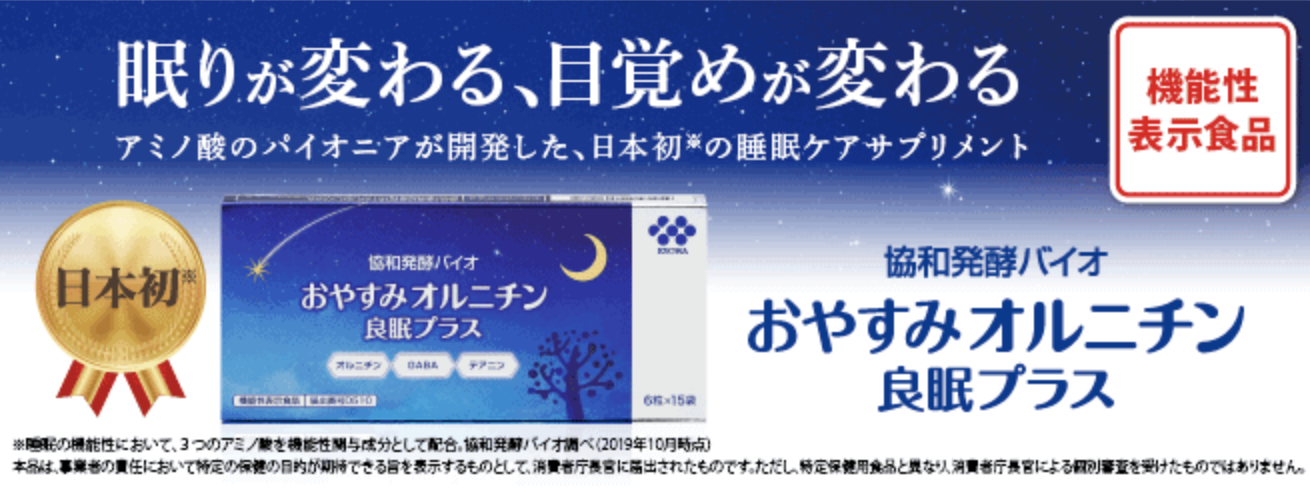 眠りが変わる、目覚めが変わる
アミノ酸のパイオニアが開発した、日本初※の睡眠ケアサプリメント
機能性
表示食品
日本初※
協和発酵バイオ
おやすみオルニチン
良眠プラス
オルニチン GABA テアニン
機能性表示食品
KYOWA
6粒×15袋
協和発酵バイオ
おやすみオルニチン
良眠プラス
※睡眠の機能性において、3つのアミノ酸を機能性関与成分として配合。協和発酵バイオ調べ(2019年10月時点)
本品は、事業者の責任において特定の保健の目的が期待できる旨を表示するものとして、消費者庁長官に届出されたものです。ただし、特定保健用食品と異なり、消費者庁長官による個別審査を受けたものではありません。